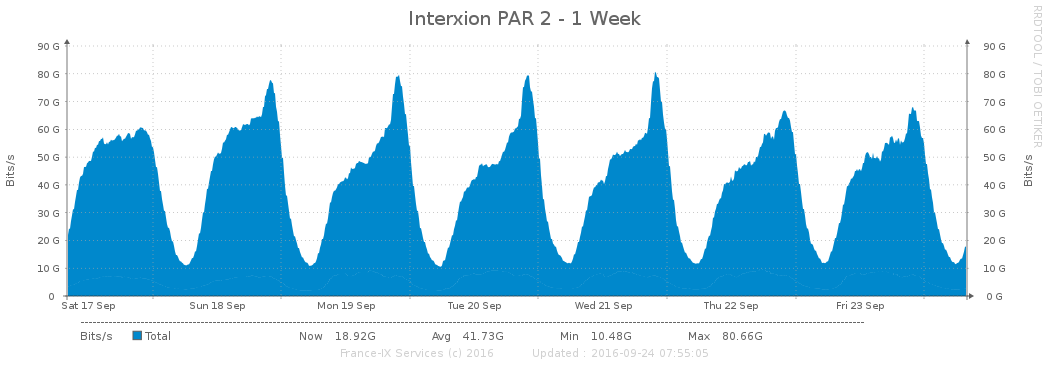 Interxion PAR 2 - 1 Week
RRDTOOL / TOBI OETIKER
90 G 90 G
80 G 80 G
70 G 70 G
60 G 60 G
50 G 50 G
40 G 40 G
30 G 30 G
20 G 20 G
10 G 10 G
0 0 G
Bits/s
Bits/s
Sat 17 Sep Sun 18 Sep Mon 19 Sep Tue 20 Sep Wed 21 Sep Thu 22 Sep Fri 23 Sep
Bits/s Total Now 18.92G Avg 41.73G Min 10.48G Max 80.66G
France-IX Services (c) 2016 Updated : 2016-09-24 07:55:05